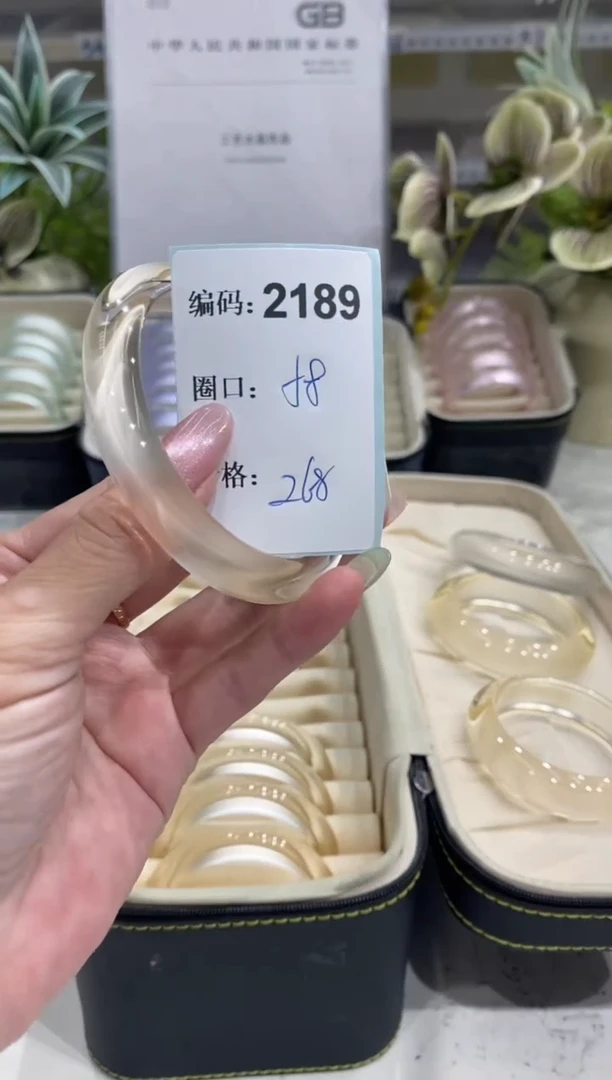 GB
中华人民共和国国家标准
编码: 2189
圈口: 58
格: 268